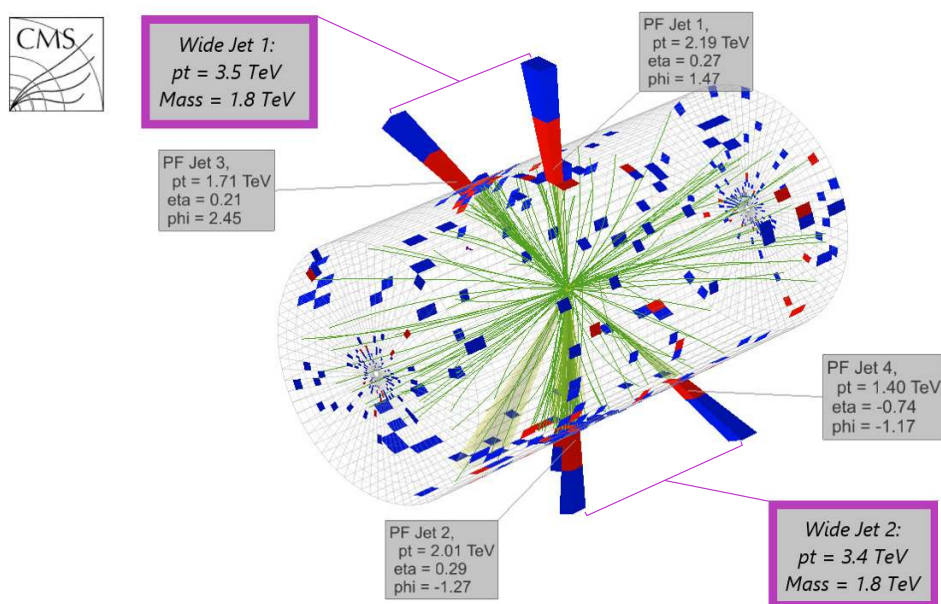 CMS
Wide Jet 1:
pt = 3.5 TeV
Mass = 1.8 TeV
PF Jet 1,
pt = 2.19 TeV
eta = 0.27
phi = 1.47
PF Jet 3,
pt = 1.71 TeV
eta = 0.21
phi = 2.45
PF Jet 4,
pt = 1.40 TeV
eta = -0.74
phi = -1.17
PF Jet 2,
pt = 2.01 TeV
eta = 0.29
phi = -1.27
Wide Jet 2:
pt = 3.4 TeV
Mass = 1.8 TeV